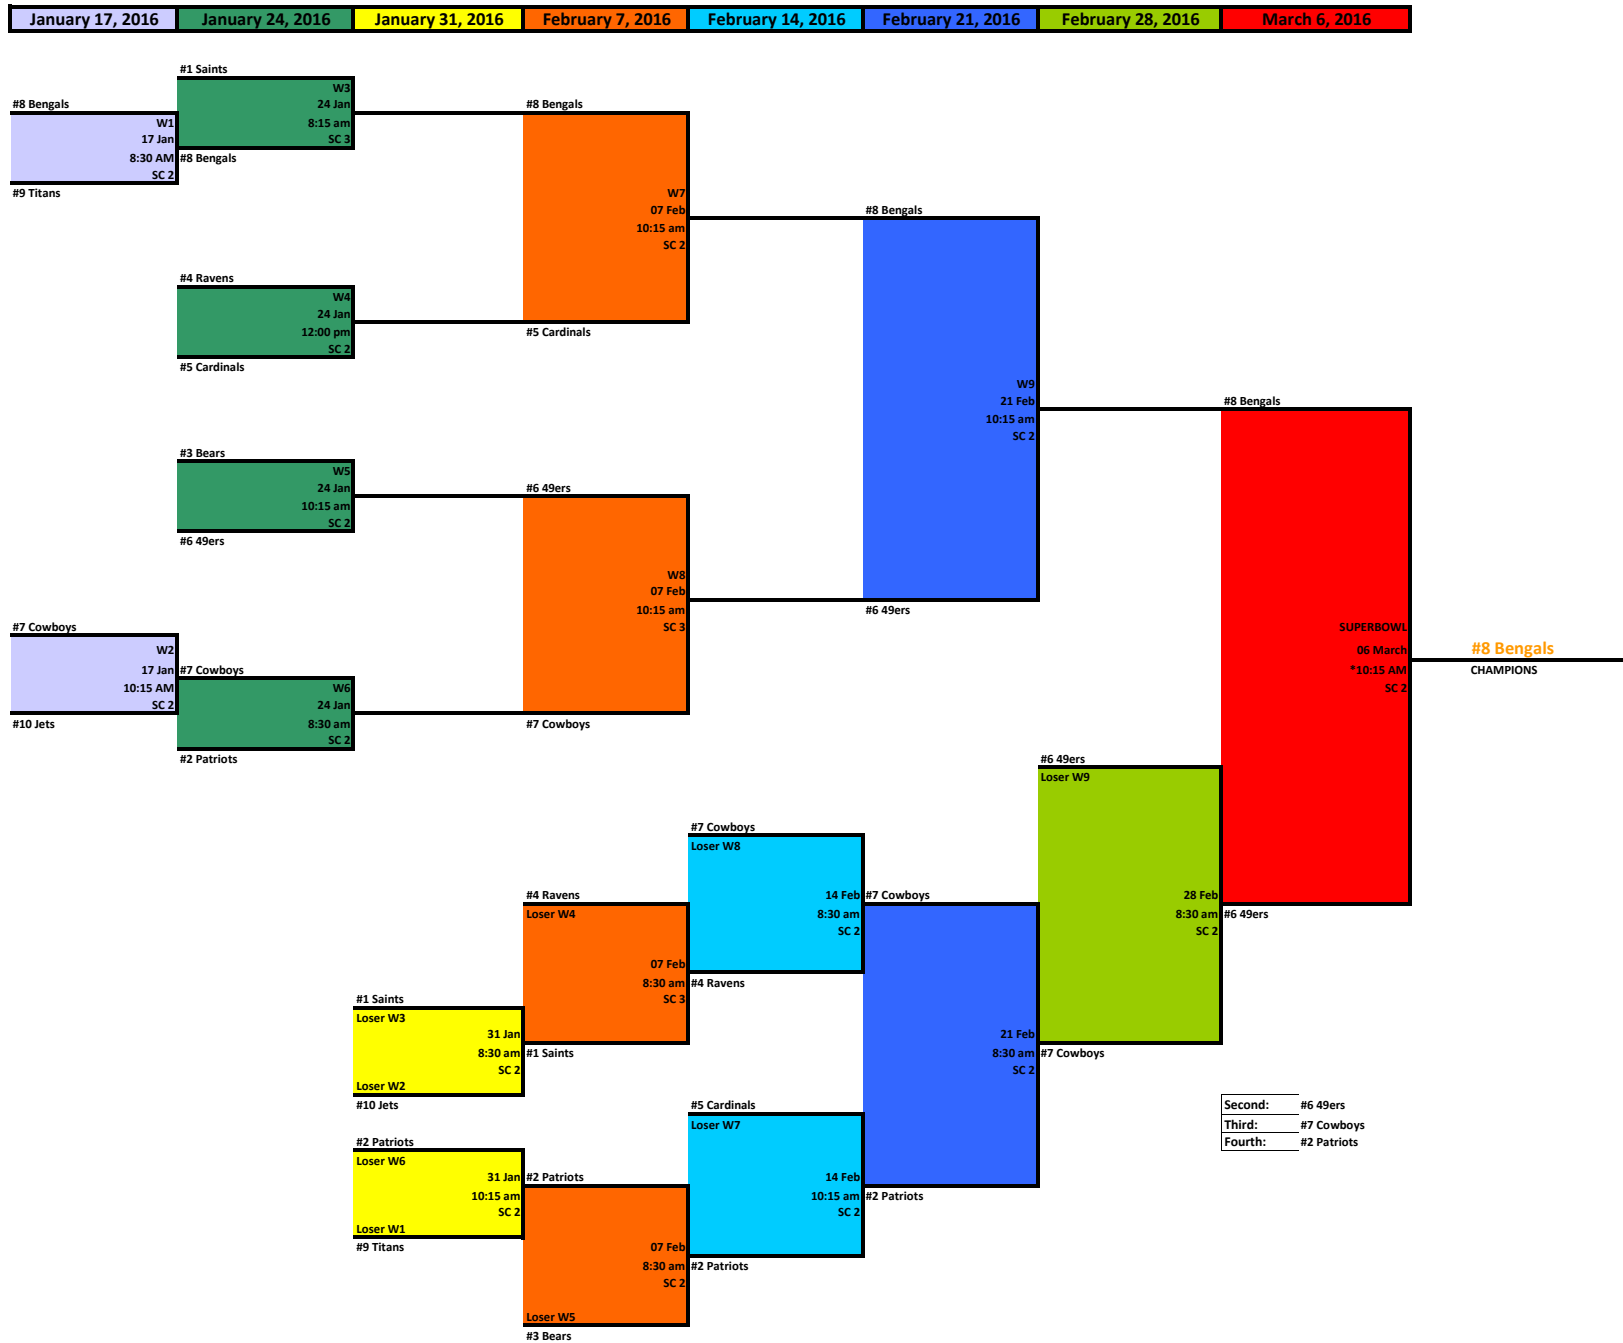 January 17, 2016 January 24, 2016 January 31, 2016 February 7, 2016 February 14, 2016 February 21, 2016 February 28, 2016 March 6, 2016
#1 Saints
W3
24 Jan
8:15 am
SC 3
#8 Bengals
#8 Bengals
W1
17 Jan
8:30 AM
SC 2
#9 Titans
#8 Bengals
W7
07 Feb
10:15 am
SC 2
#5 Cardinals
#4 Ravens
W4
24 Jan
12:00 pm
SC 2
#5 Cardinals
#8 Bengals
W9
21 Feb
10:15 am
SC 2
#6 49ers
#3 Bears
W5
24 Jan
10:15 am
SC 2
#6 49ers
#6 49ers
W8
07 Feb
10:15 am
SC 3
#7 Cowboys
#7 Cowboys
W2
17 Jan
10:15 AM
SC 2
#10 Jets
#7 Cowboys
W6
24 Jan
8:30 am
SC 2
#2 Patriots
#8 Bengals
SUPERBOWL
06 March
*10:15 AM
SC 2
#6 49ers
#8 Bengals
CHAMPIONS
#6 49ers
Loser W9
28 Feb
8:30 am
SC 2
#7 Cowboys
#7 Cowboys
Loser W8
14 Feb
8:30 am
SC 2
#4 Ravens
#4 Ravens
Loser W4
07 Feb
8:30 am
SC 3
#1 Saints
#7 Cowboys
21 Feb
8:30 am
SC 2
#2 Patriots
#1 Saints
Loser W3
31 Jan
8:30 am
SC 2
Loser W2
#10 Jets
#5 Cardinals
Loser W7
14 Feb
10:15 am
SC 2
#2 Patriots
#2 Patriots
Loser W6
31 Jan
10:15 am
SC 2
Loser W1
#9 Titans
#2 Patriots
07 Feb
8:30 am
SC 2
Loser W5
#3 Bears
Second: #6 49ers
Third: #7 Cowboys
Fourth: #2 Patriots